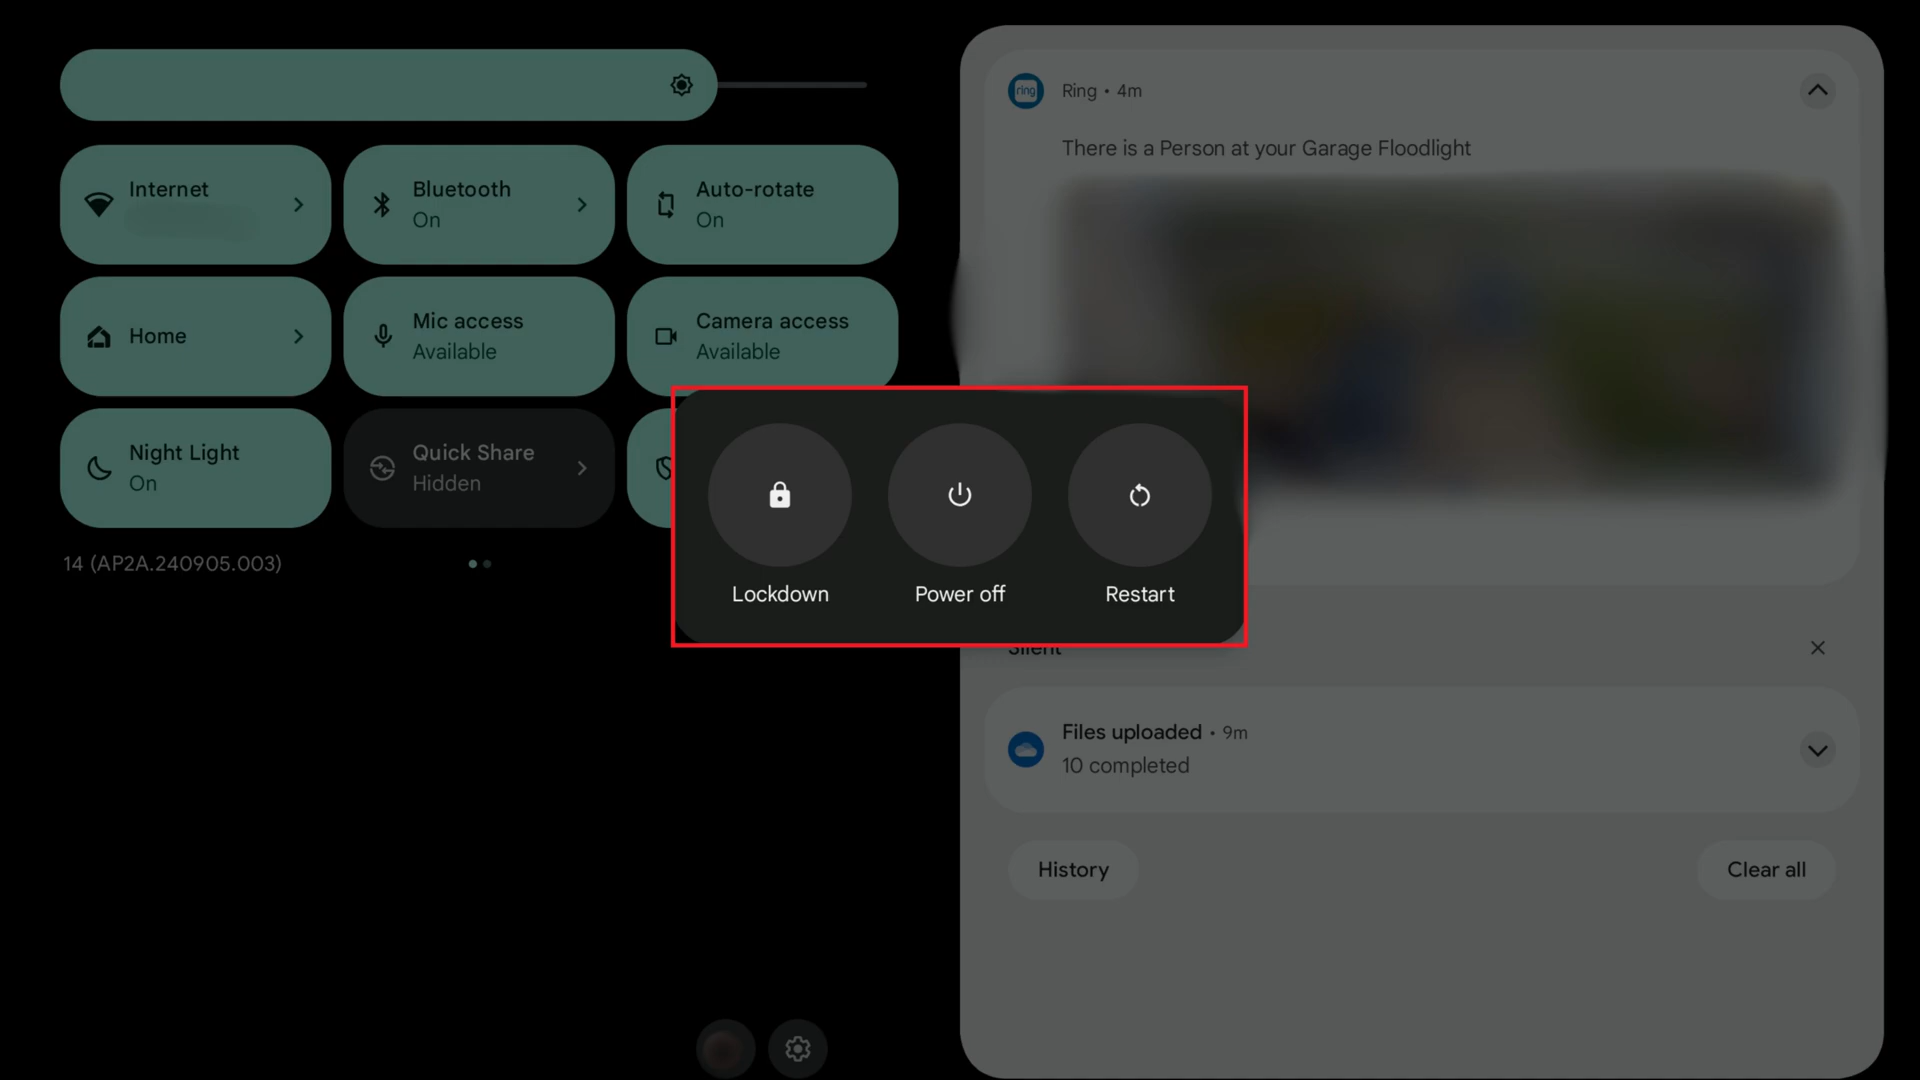 Internet
Bluetooth
On
Auto-rotate
On
Home
Mic access
Available
Camera access
Available
Night Light
On
Quick Share
Hidden
14 (AP2A.240905.003)
Lockdown
Power off
Restart
ring
Ring • 4m
There is a Person at your Garage Floodlight
Silent
Files uploaded • 9m
10 completed
History
Clear all